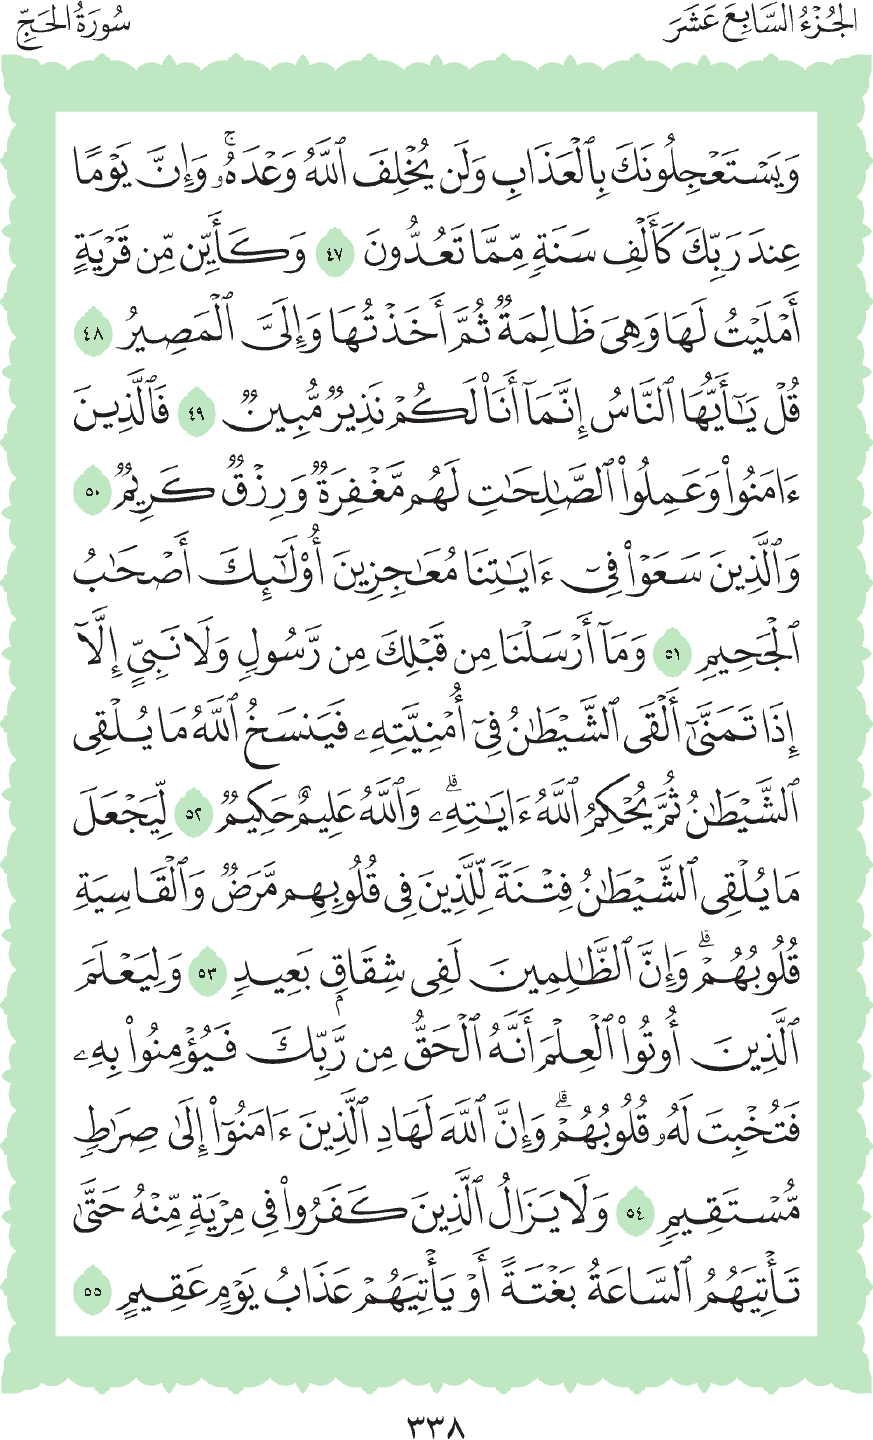 الجُزْءُ السَّابِعَ عَشَرَ
سُورَةُ الحَجِّ
وَيَسْتَعْجِلُونَكَ بِٱلْعَذَابِ وَلَن يُخْلِفَ ٱللَّهُ وَعْدَهُۥۚ وَإِنَّ يَوْمًا
عِندَ رَبِّكَ كَأَلْفِ سَنَةٍ مِّمَّا تَعُدُّونَ ٤٧ وَكَأَيِّن مِّن قَرْيَةٍ
أَمْلَيْتُ لَهَا وَهِىَ ظَالِمَةٌ ثُمَّ أَخَذْتُهَا وَإِلَىَّ ٱلْمَصِيرُ ٤٨
قُلْ يَٰٓأَيُّهَا ٱلنَّاسُ إِنَّمَآ أَنَا۠ لَكُمْ نَذِيرٌ مُّبِينٌ ٤٩ فَٱلَّذِينَ
ءَامَنُوا۟ وَعَمِلُوا۟ ٱلصَّٰلِحَٰتِ لَهُم مَّغْفِرَةٌ وَرِزْقٌ كَرِيمٌ ٥٠
وَٱلَّذِينَ سَعَوْا۟ فِىٓ ءَايَٰتِنَا مُعَٰجِزِينَ أُو۟لَٰٓئِكَ أَصْحَٰبُ
ٱلْجَحِيمِ ٥١ وَمَآ أَرْسَلْنَا مِن قَبْلِكَ مِن رَّسُولٍ وَلَا نَبِىٍّ إِلَّآ
إِذَا تَمَنَّىٰٓ أَلْقَى ٱلشَّيْطَٰنُ فِىٓ أُمْنِيَّتِهِۦ فَيَنسَخُ ٱللَّهُ مَا يُلْقِى
ٱلشَّيْطَٰنُ ثُمَّ يُحْكِمُ ٱللَّهُ ءَايَٰتِهِۦۗ وَٱللَّهُ عَلِيمٌ حَكِيمٌ ٥٢ لِّيَجْعَلَ
مَا يُلْقِى ٱلشَّيْطَٰنُ فِتْنَةً لِّلَّذِينَ فِى قُلُوبِهِم مَّرَضٌ وَٱلْقَاسِيَةِ
قُلُوبُهُمْۗ وَإِنَّ ٱلظَّٰلِمِينَ لَفِى شِقَاقٍۭ بَعِيدٍ ٥٣ وَلِيَعْلَمَ
ٱلَّذِينَ أُوتُوا۟ ٱلْعِلْمَ أَنَّهُ ٱلْحَقُّ مِن رَّبِّكَ فَيُؤْمِنُوا۟ بِهِۦ
فَتُخْبِتَ لَهُۥ قُلُوبُهُمْۗ وَإِنَّ ٱللَّهَ لَهَادِ ٱلَّذِينَ ءَامَنُوٓا۟ إِلَىٰ صِرَٰطٍ
مُّسْتَقِيمٍ ٥٤ وَلَا يَزَالُ ٱلَّذِينَ كَفَرُوا۟ فِى مِرْيَةٍ مِّنْهُ حَتَّىٰ
تَأْتِيَهُمُ ٱلسَّاعَةُ بَغْتَةً أَوْ يَأْتِيَهُمْ عَذَابُ يَوْمٍ عَقِيمٍ ٥٥
٣٣٨